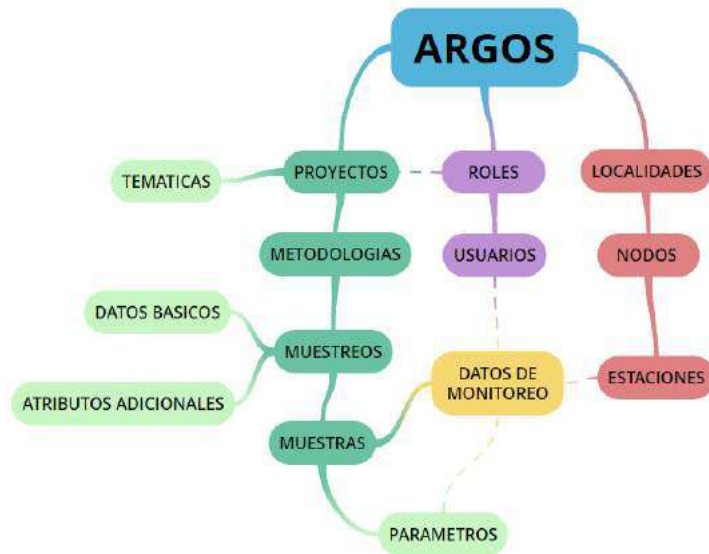 ARGOS
TEMATICAS
PROYECTOS
ROLES
LOCALIDADES
METODOLOGIAS
USUARIOS
NODOS
DATOS BASICOS
MUESTREOS
DATOS DE
MONITOREO
ESTACIONES
ATRIBUTOS ADICIONALES
MUESTRAS
PARAMETROS